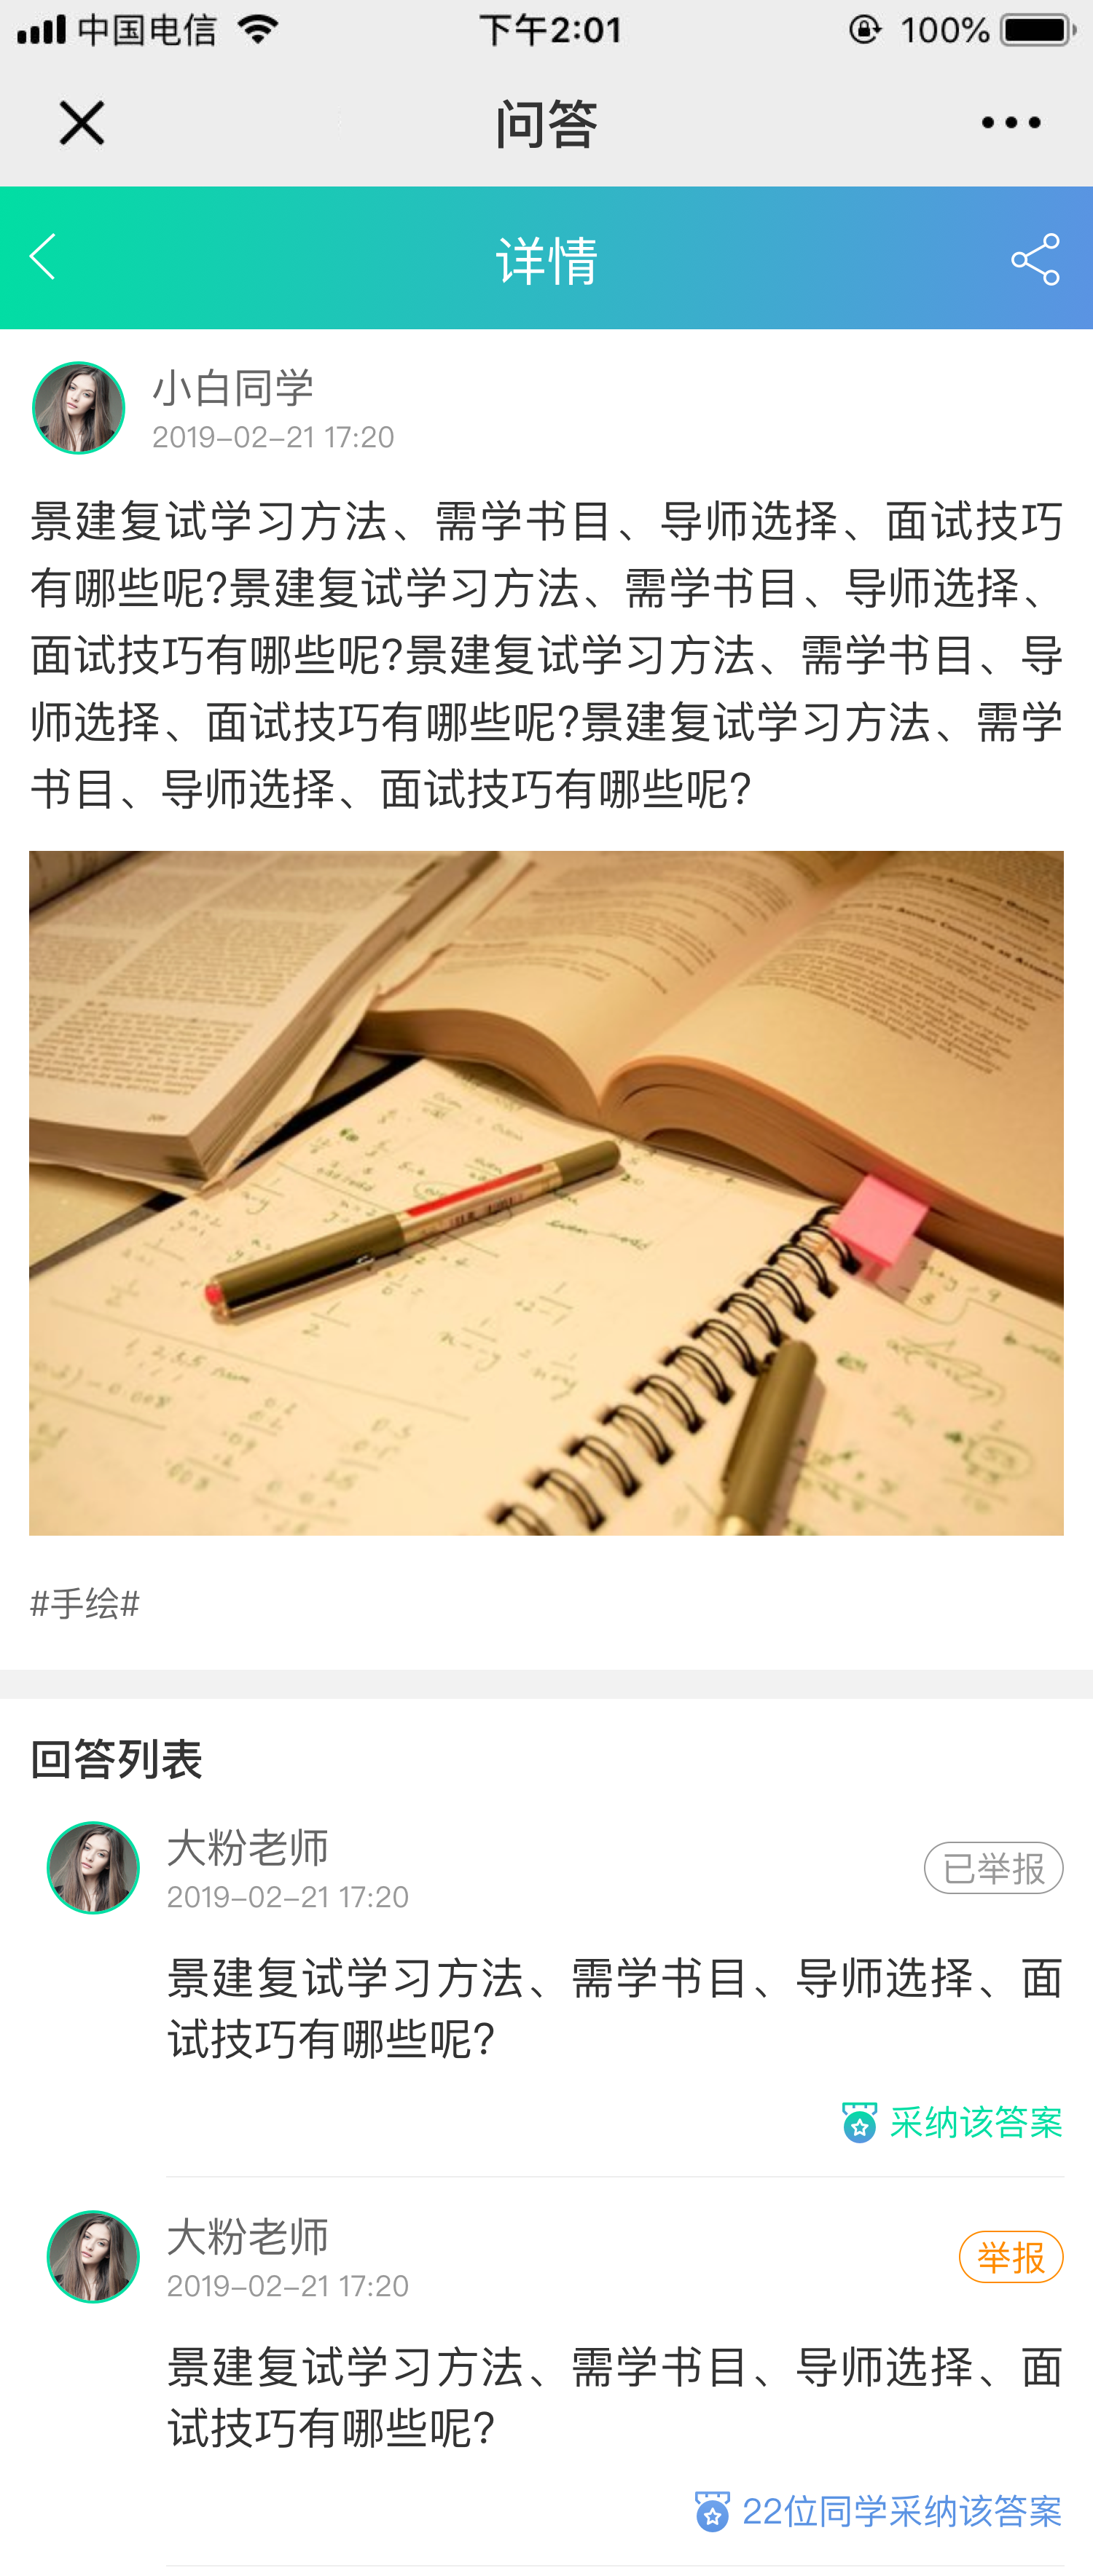 中国电信
下午2:01
100%
问答
详情
小白同学
2019-02-21 17:20
景建复试学习方法、需学书目、导师选择、面试技巧
有哪些呢?景建复试学习方法、需学书目、导师选择、
面试技巧有哪些呢?景建复试学习方法、需学书目、导
师选择、面试技巧有哪些呢?景建复试学习方法、需学
书目、导师选择、面试技巧有哪些呢?
#手绘#
回答列表
大粉老师
已举报
2019-02-21 17:20
景建复试学习方法、需学书目、导师选择、面
试技巧有哪些呢?
采纳该答案
大粉老师
举报
2019-02-21 17:20
景建复试学习方法、需学书目、导师选择、面
试技巧有哪些呢?
22位同学采纳该答案